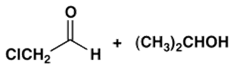 O
ClCH₂ H + (CH₃)₂CHOH